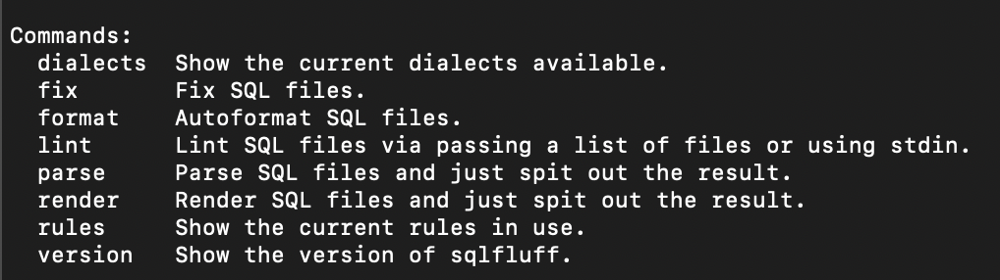 Commands:
  dialects  Show the current dialects available.
  fix       Fix SQL files.
  format    Autoformat SQL files.
  lint      Lint SQL files via passing a list of files or using stdin.
  parse     Parse SQL files and just spit out the result.
  render    Render SQL files and just spit out the result.
  rules     Show the current rules in use.
  version   Show the version of sqlfluff.